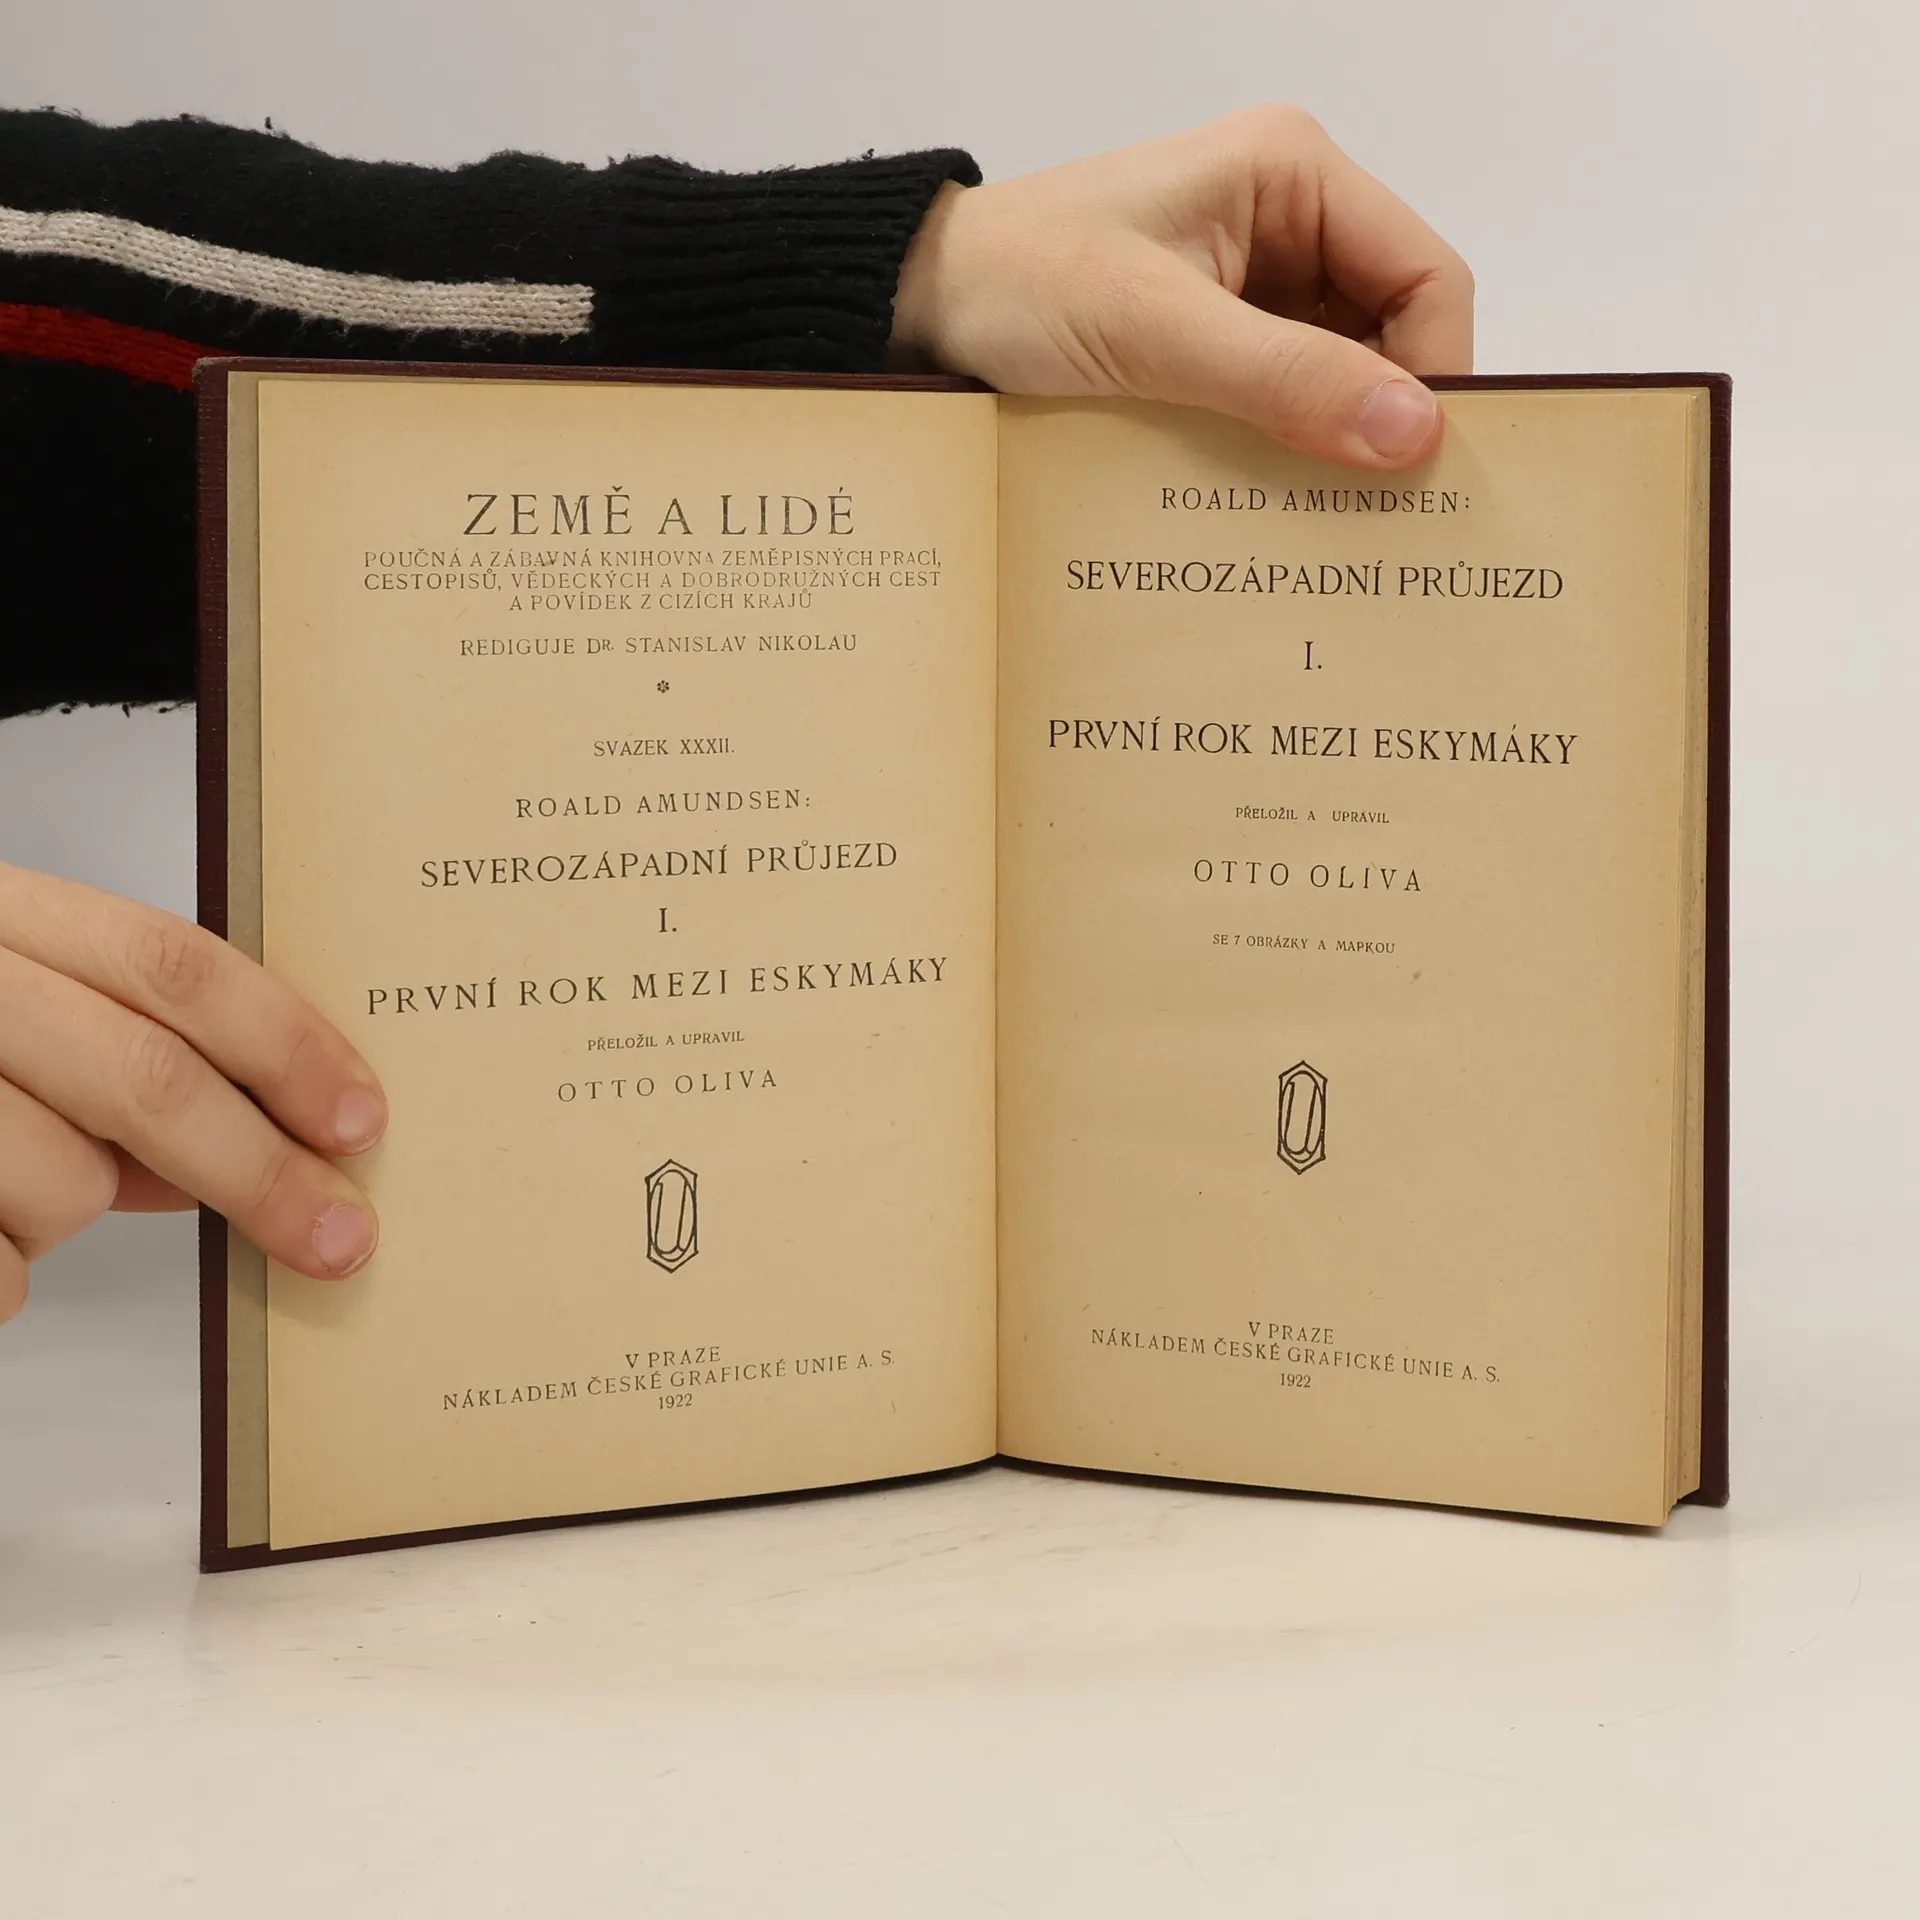 ZEMĚ A LIDÉ
POUČNÁ A ZÁBAVNÁ KNIHOVNA ZEMĚPISNÝCH PRACÍ,
CESTOPISŮ, VĚDECKÝCH A DOBRODRUŽNÝCH CEST
A POVÍDEK Z CIZÍCH KRAJŮ
REDIGUJE DR. STANISLAV NIKOLAU
*
SVAZEK XXXII.
ROALD AMUNDSEN:
SEVEROZÁPADNÍ PRŮJEZD
I.
PRVNÍ ROK MEZI ESKYMÁKY
PŘELOŽIL A UPRAVIL
OTTO OLIVA
V PRAZE
NÁKLADEM ČESKÉ GRAFICKÉ UNIE A. S.
1922
ROALD AMUNDSEN:
SEVEROZÁPADNÍ PRŮJEZD
I.
PRVNÍ ROK MEZI ESKYMÁKY
PŘELOŽIL A UPRAVIL
OTTO OLIVA
SE 7 OBRÁZKY A MAPKOU
V PRAZE
NÁKLADEM ČESKÉ GRAFICKÉ UNIE A. S.
1922